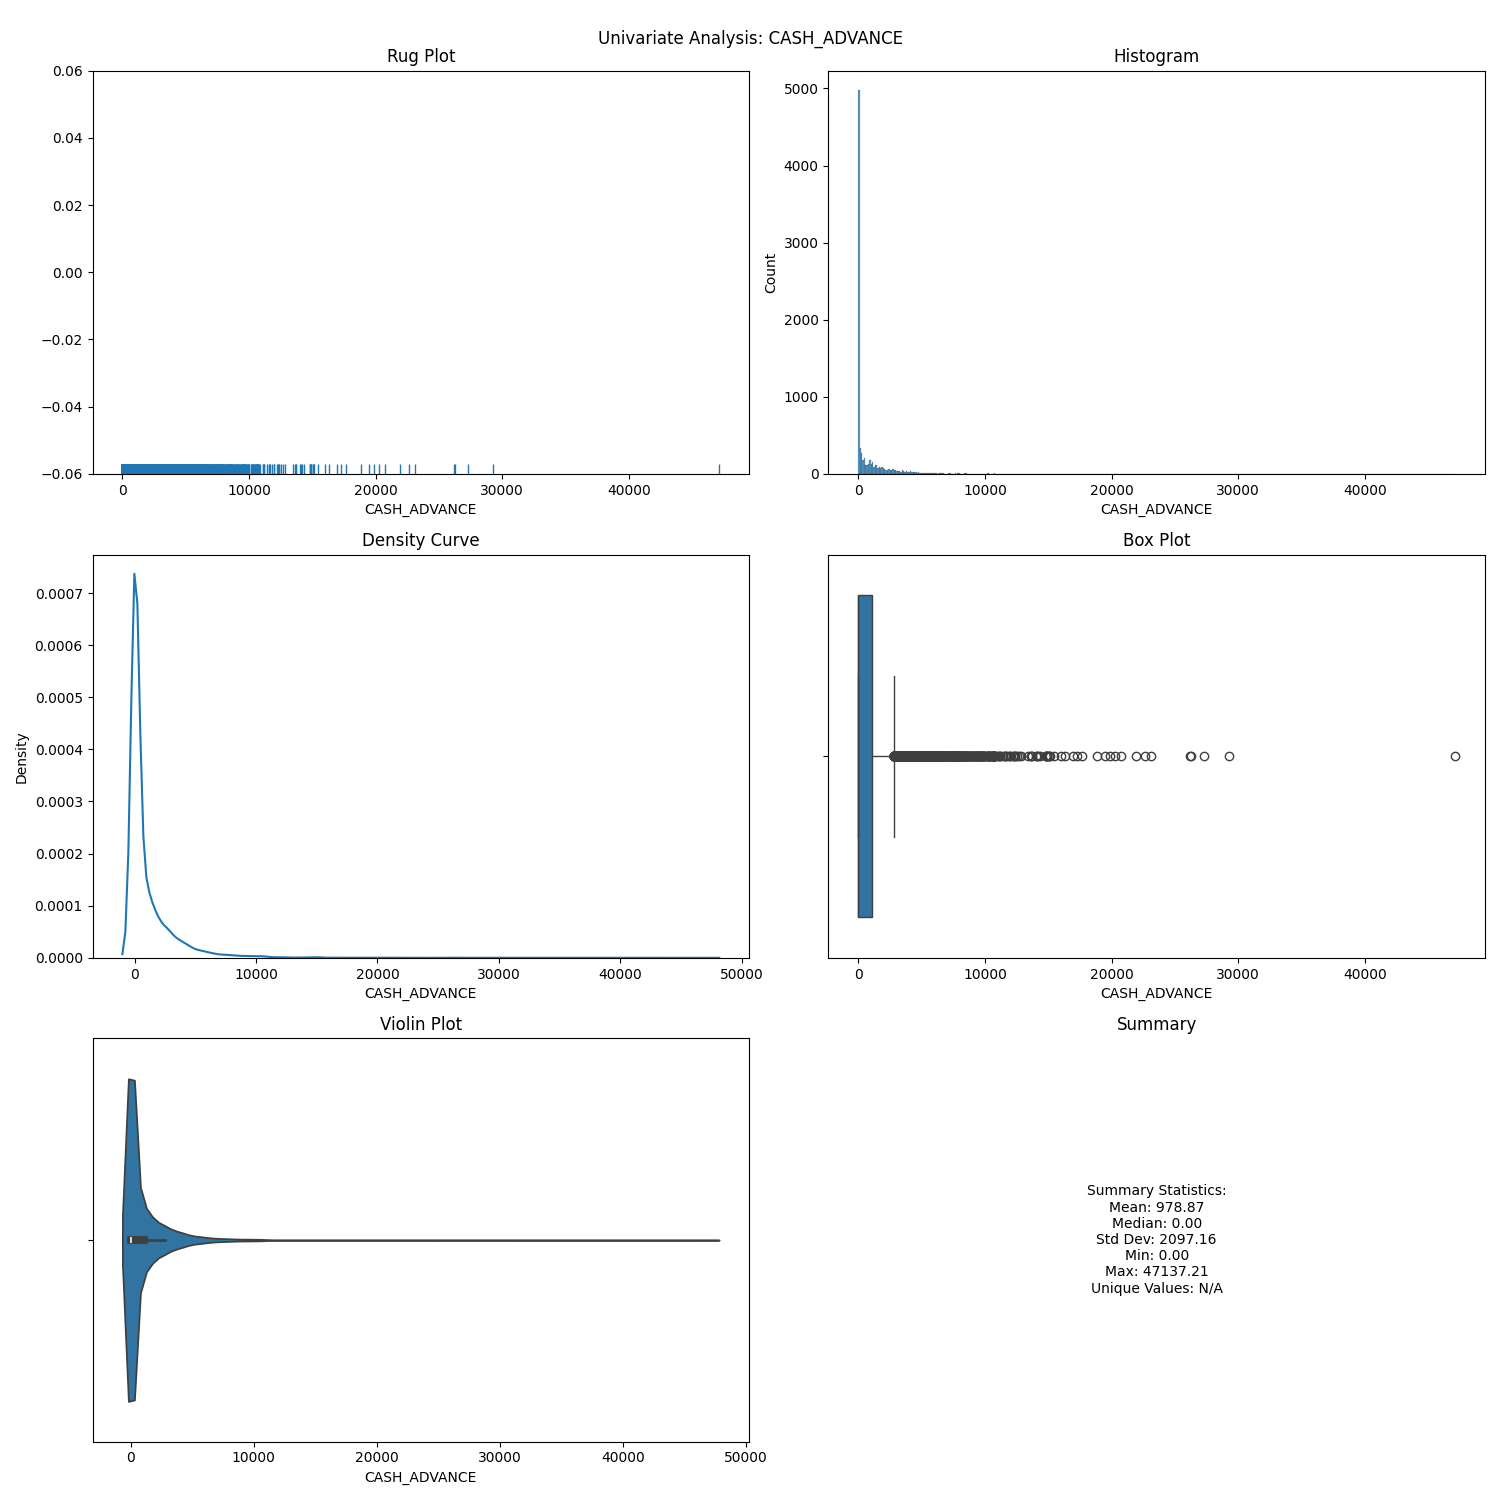 Univariate Analysis: CASH_ADVANCE
Rug Plot
0.06
0.04
0.02
0.00
−0.02
−0.04
−0.06
0 10000 20000 30000 40000
CASH_ADVANCE
Histogram
5000
4000
3000
2000
1000
0
Count
0 10000 20000 30000 40000
CASH_ADVANCE
Density Curve
0.0007
0.0006
0.0005
0.0004
0.0003
0.0002
0.0001
0.0000
Density
0 10000 20000 30000 40000 50000
CASH_ADVANCE
Box Plot
0 10000 20000 30000 40000
CASH_ADVANCE
Violin Plot
0 10000 20000 30000 40000 50000
CASH_ADVANCE
Summary
Summary Statistics:
Mean: 978.87
Median: 0.00
Std Dev: 2097.16
Min: 0.00
Max: 47137.21
Unique Values: N/A